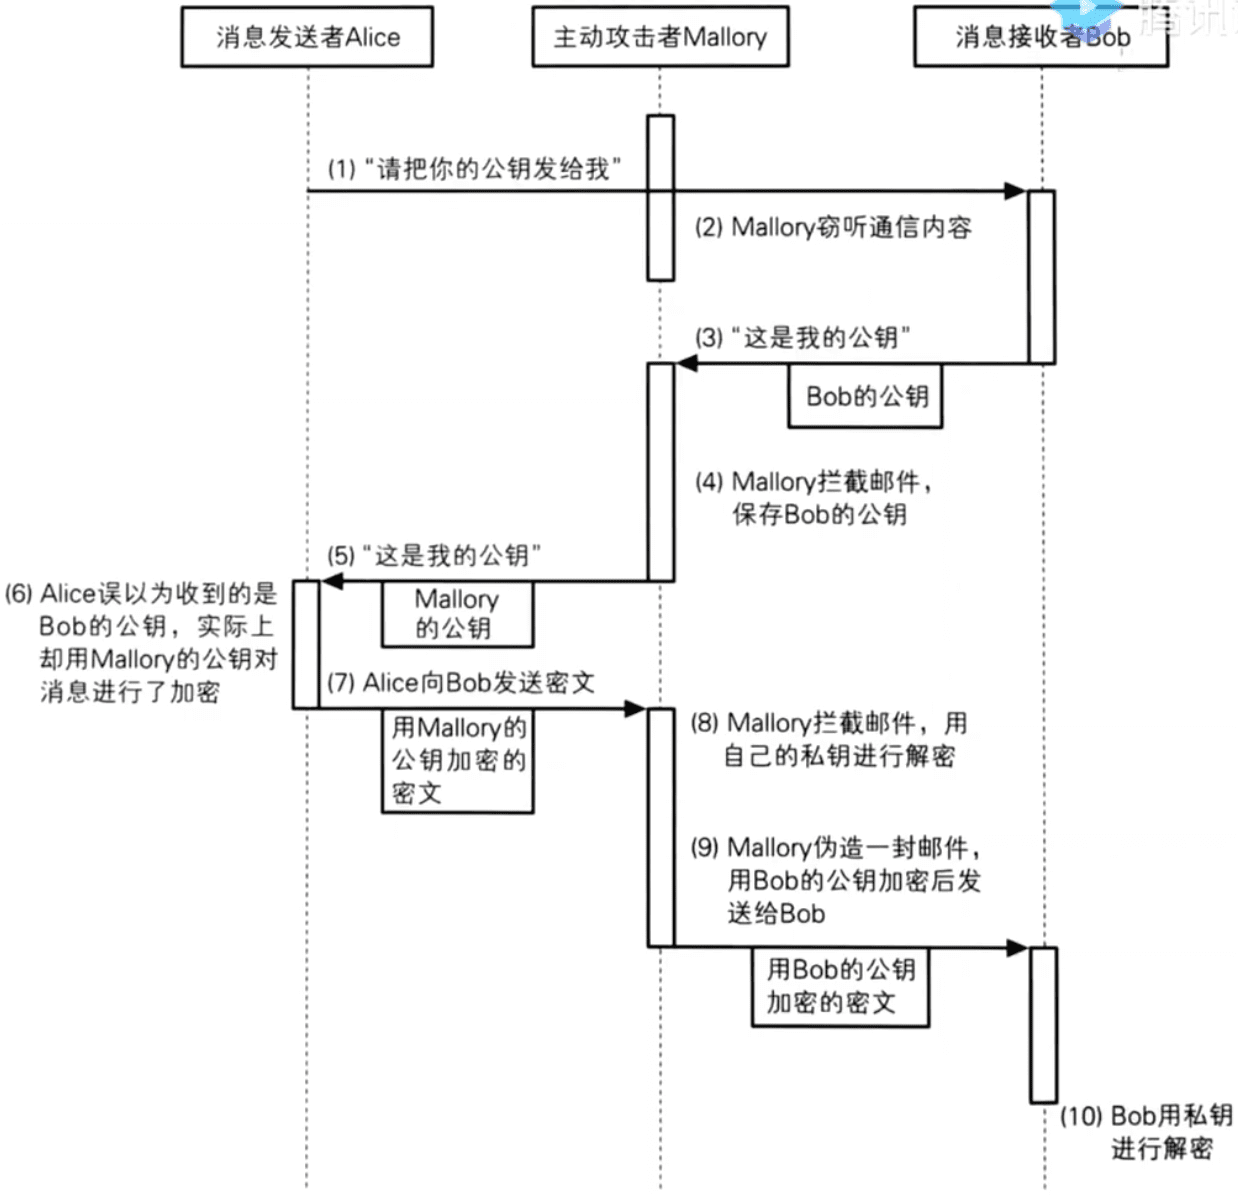 消息发送者Alice
主动攻击者Mallory
消息接收者Bob
腾讯
(1) “请把你的公钥发给我”
(2) Mallory窃听通信内容
(3) “这是我的公钥”
Bob的公钥
(4) Mallory拦截邮件，
保存Bob的公钥
(5) “这是我的公钥”
Mallory
的公钥
(6) Alice误以为收到的是
Bob的公钥，实际上
却用Mallory的公钥对
消息进行了加密
(7) Alice向Bob发送密文
用Mallory的
公钥加密的
密文
(8) Mallory拦截邮件，用
自己的私钥进行解密
(9) Mallory伪造一封邮件，
用Bob的公钥加密后发
送给Bob
用Bob的公钥
加密的密文
(10) Bob用私钥
进行解密